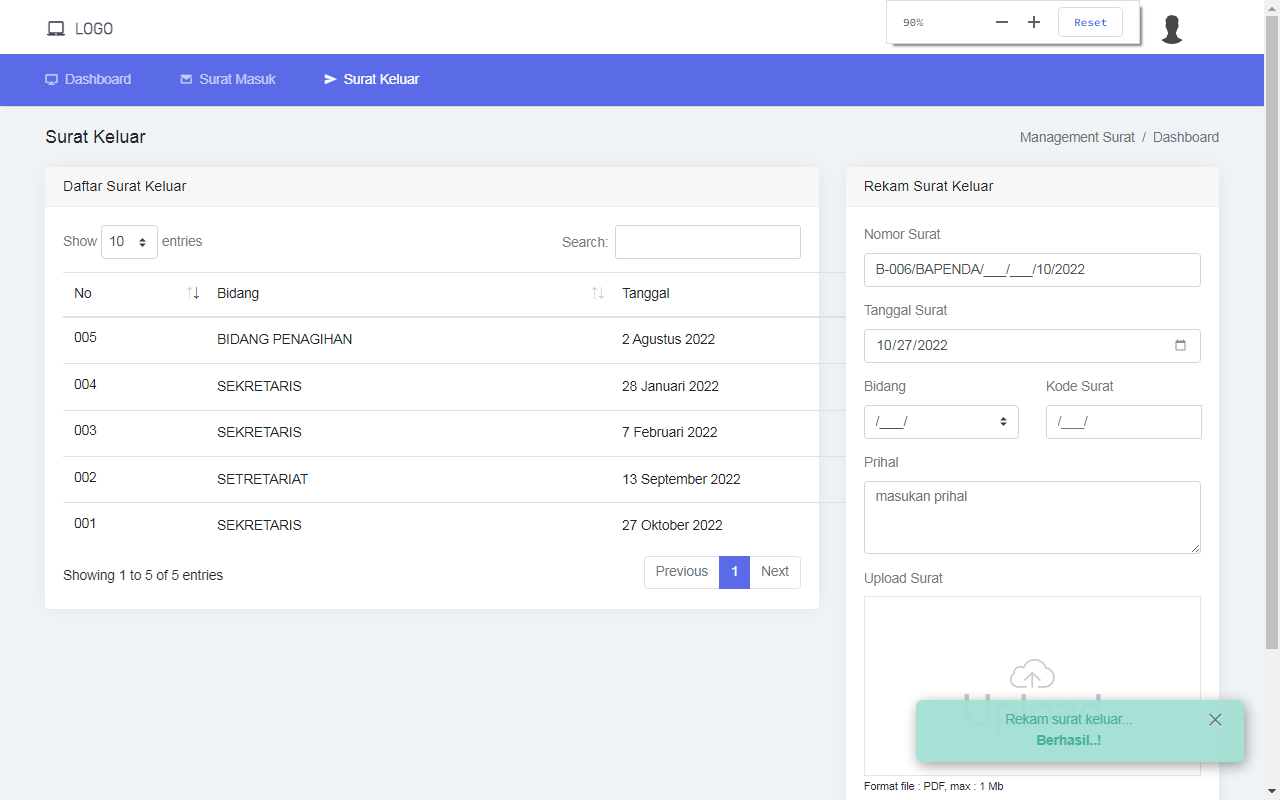 LOGO
90%
Reset
Dashboard
Surat Masuk
Surat Keluar
Surat Keluar
Management Surat / Dashboard
Daftar Surat Keluar
Show 10 entries
Search:
No Bidang Tanggal
005 BIDANG PENAGIHAN 2 Agustus 2022
004 SEKRETARIS 28 Januari 2022
003 SEKRETARIS 7 Februari 2022
002 SETRETARIAT 13 September 2022
001 SEKRETARIS 27 Oktober 2022
Showing 1 to 5 of 5 entries
Previous 1 Next
Rekam Surat Keluar
Nomor Surat
B-006/BAPENDA/___/___/10/2022
Tanggal Surat
10/27/2022
Bidang Kode Surat
/___/ /___/
Prihal
masukan prihal
Upload Surat
Upload
Rekam surat keluar...
Berhasil..!
Format file : PDF, max : 1 Mb